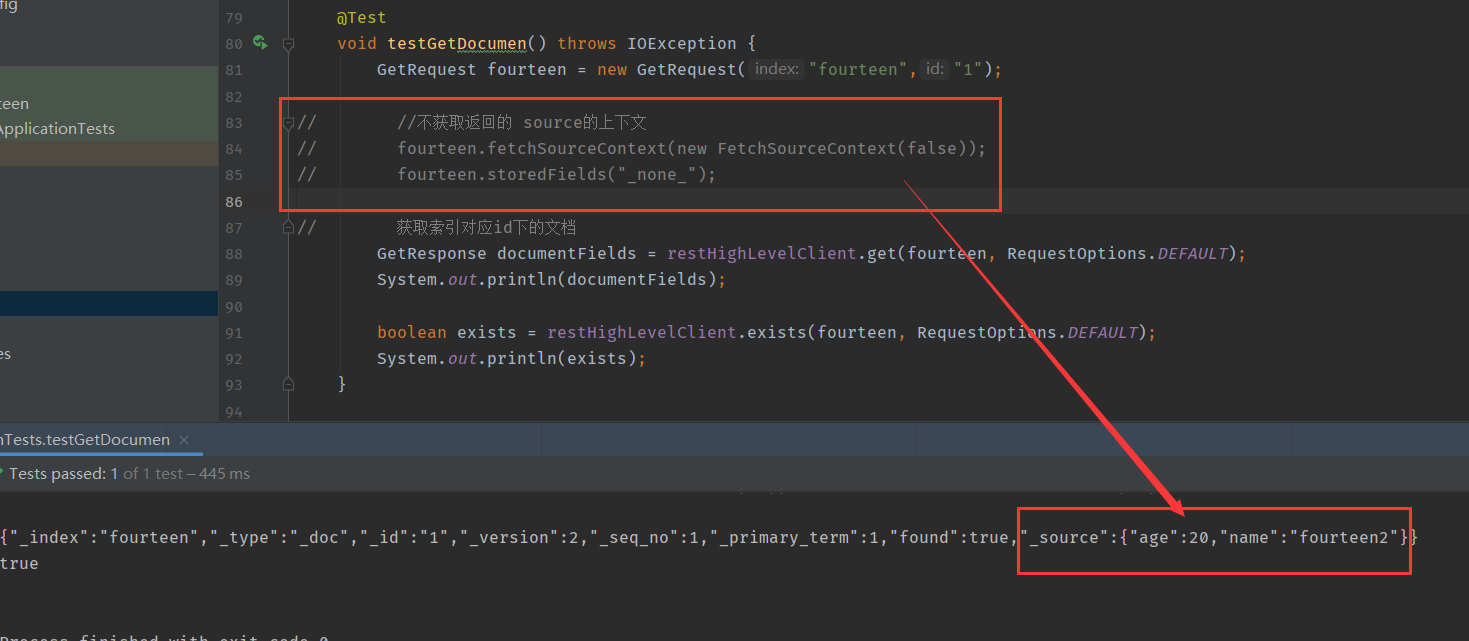 fig
79 @Test
80 void testGetDocumen() throws IOException {
81 GetRequest fourteen = new GetRequest( index: "fourteen", id: "1");
82
teen
83 // //不获取返回的 source的上下文
ApplicationTests
84 // fourteen.fetchSourceContext(new FetchSourceContext(false));
85 // fourteen.storedFields("_none_");
86
87 // 获取索引对应id下的文档
88 GetResponse documentFields = restHighLevelClient.get(fourteen, RequestOptions.DEFAULT);
89 System.out.println(documentFields);
90
91 boolean exists = restHighLevelClient.exists(fourteen, RequestOptions.DEFAULT);
es
92 System.out.println(exists);
93 }
94
nTests.testGetDocumen ×
Tests passed: 1 of 1 test – 445 ms
{"_index":"fourteen","_type":"_doc","_id":"1","_version":2,"_seq_no":1,"_primary_term":1,"found":true,"_source":{"age":20,"name":"fourteen2"}}
true
Process finished with exit code 0